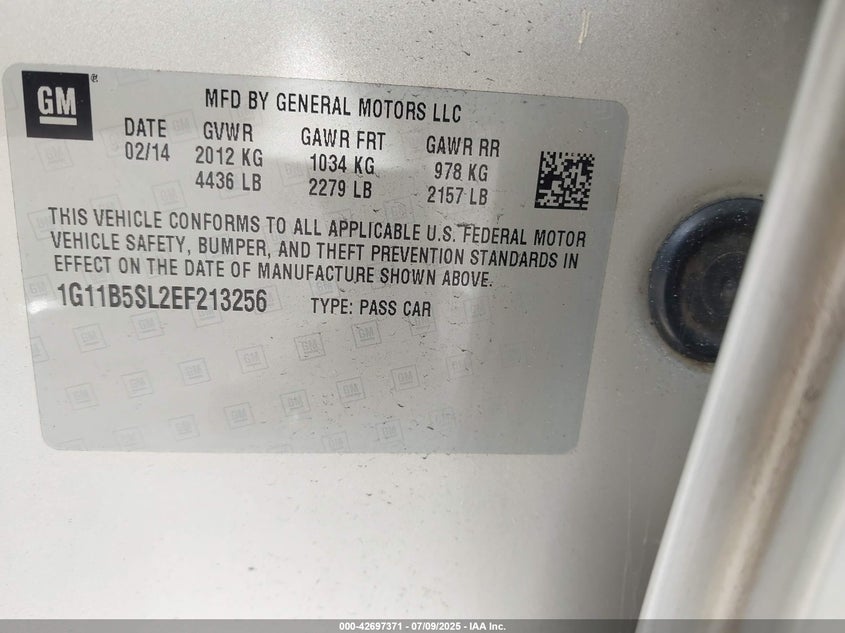 GM ®
MFD BY GENERAL MOTORS LLC
DATE GVWR GAWR FRT GAWR RR
02/14 2012 KG 1034 KG 978 KG
4436 LB 2279 LB 2157 LB
THIS VEHICLE CONFORMS TO ALL APPLICABLE U.S. FEDERAL MOTOR
VEHICLE SAFETY, BUMPER, AND THEFT PREVENTION STANDARDS IN
EFFECT ON THE DATE OF MANUFACTURE SHOWN ABOVE.
1G11B5SL2EF213256 TYPE: PASS CAR
000-42697371 / 07/09/2025 - IAA Inc.